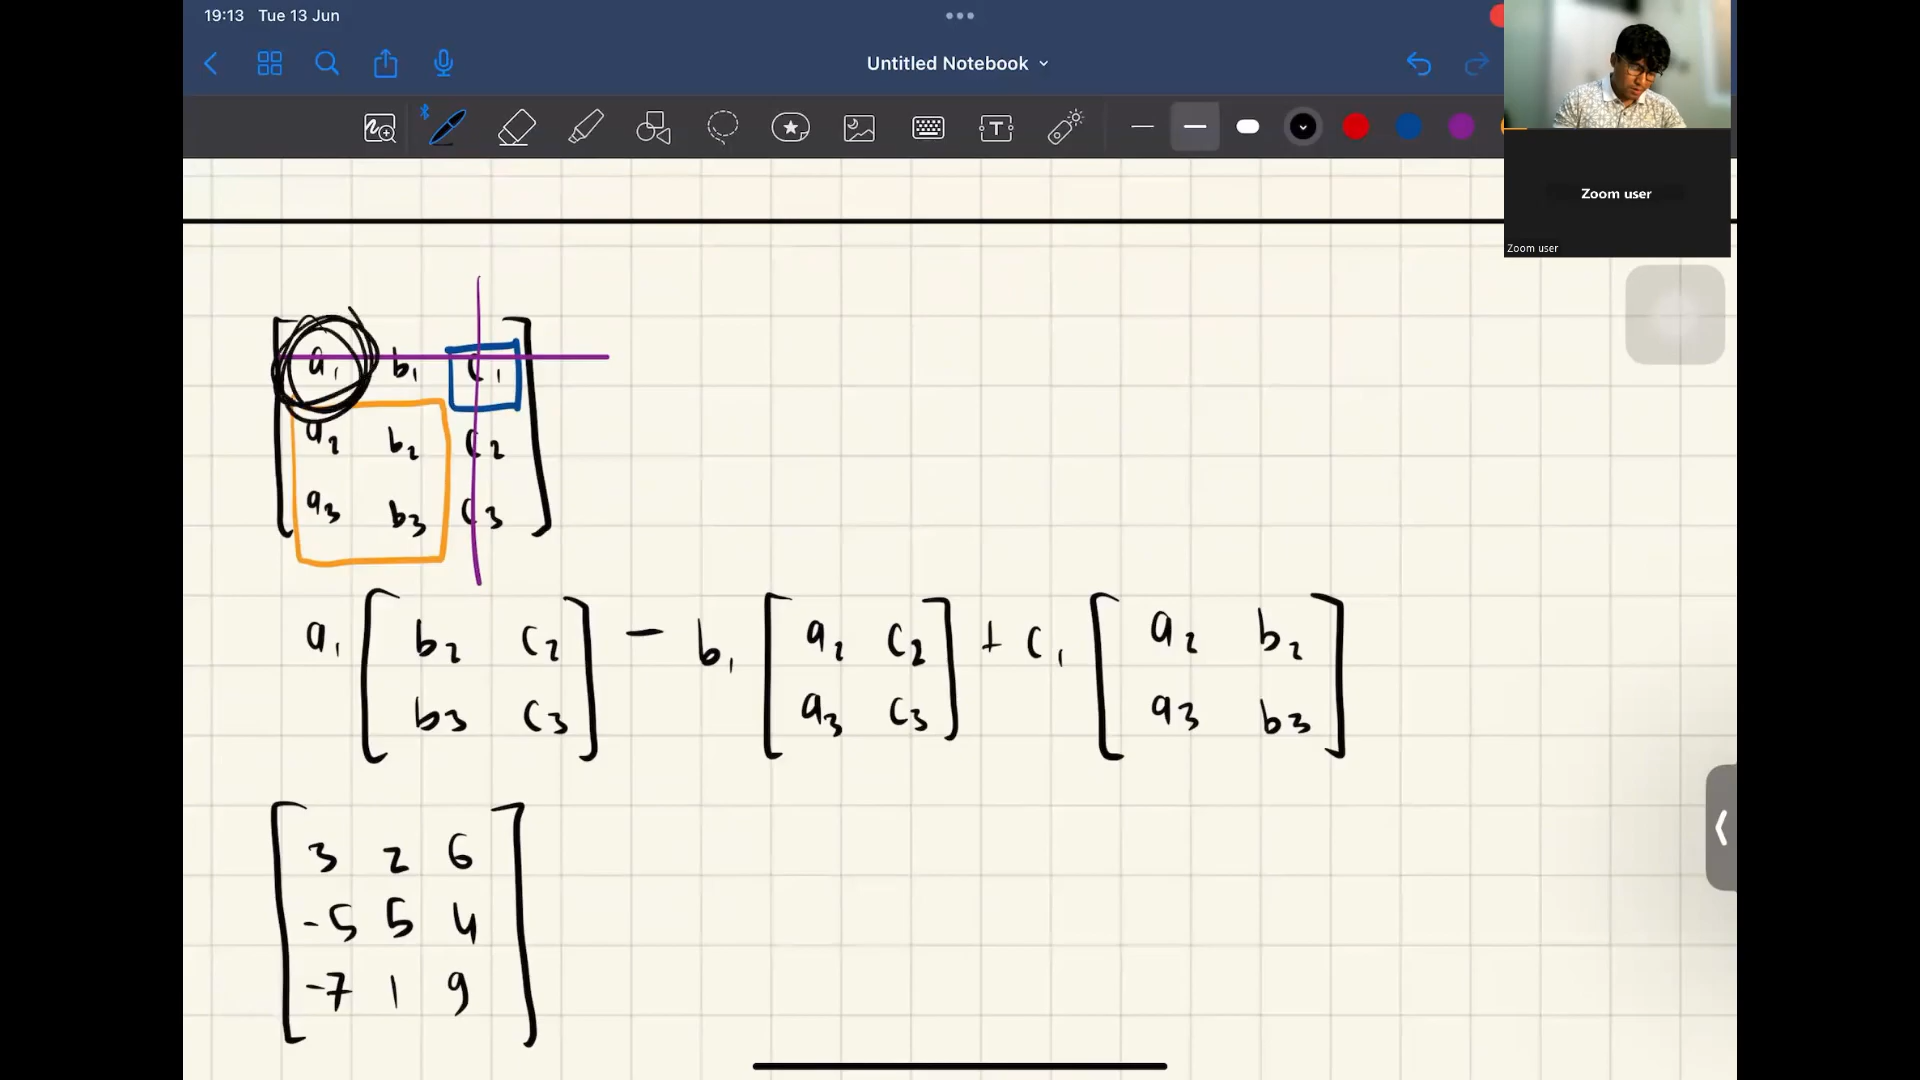 19:13 Tue 13 Jun
Untitled Notebook
T
Zoom user
Zoom user
a₁ b₁ c₁
a₂ b₂ c₂
a₃ b₃ c₃
a₁ [ b₂ c₂ ] − b₁ [ a₂ c₂ ] + c₁ [ a₂ b₂ ]
[ b₃ c₃ ] [ a₃ c₃ ] [ a₃ b₃ ]
3 2 6
-5 5 4
-7 1 9